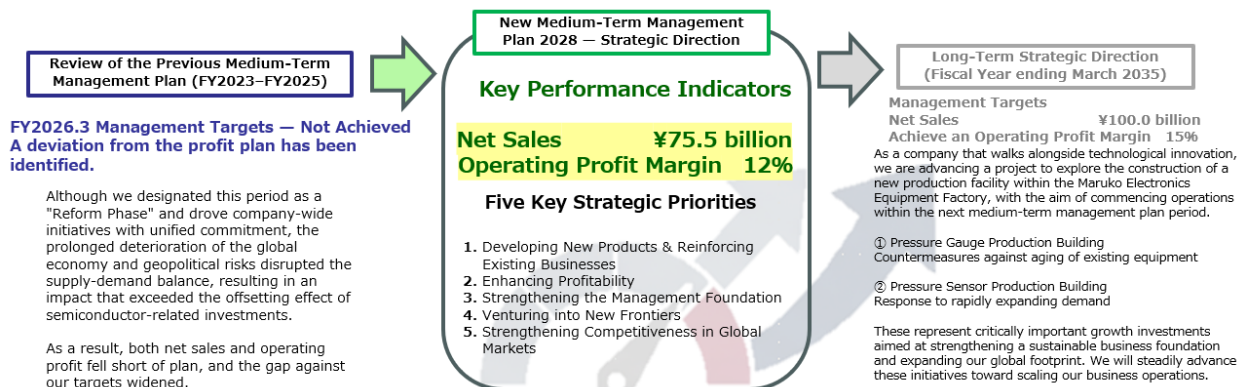 Review of the Previous Medium-Term
Management Plan (FY2023–FY2025)
FY2026.3 Management Targets — Not Achieved
A deviation from the profit plan has been
identified.
Although we designated this period as a
"Reform Phase" and drove company-wide
initiatives with unified commitment, the
prolonged deterioration of the global
economy and geopolitical risks disrupted the
supply-demand balance, resulting in an
impact that exceeded the offsetting effect of
semiconductor-related investments.
As a result, both net sales and operating
profit fell short of plan, and the gap against
our targets widened.
New Medium-Term Management
Plan 2028 — Strategic Direction
Key Performance Indicators
Net Sales ¥75.5 billion
Operating Profit Margin 12%
Five Key Strategic Priorities
1. Developing New Products & Reinforcing
Existing Businesses
2. Enhancing Profitability
3. Strengthening the Management Foundation
4. Venturing into New Frontiers
5. Strengthening Competitiveness in Global
Markets
Long-Term Strategic Direction
(Fiscal Year ending March 2035)
Management Targets
Net Sales ¥100.0 billion
Achieve an Operating Profit Margin 15%
As a company that walks alongside technological innovation,
we are advancing a project to explore the construction of a
new production facility within the Maruko Electronics
Equipment Factory, with the aim of commencing operations
within the next medium-term management plan period.
① Pressure Gauge Production Building
Countermeasures against aging of existing equipment
② Pressure Sensor Production Building
Response to rapidly expanding demand
These represent critically important growth investments
aimed at strengthening a sustainable business foundation
and expanding our global footprint. We will steadily advance
these initiatives toward scaling our business operations.